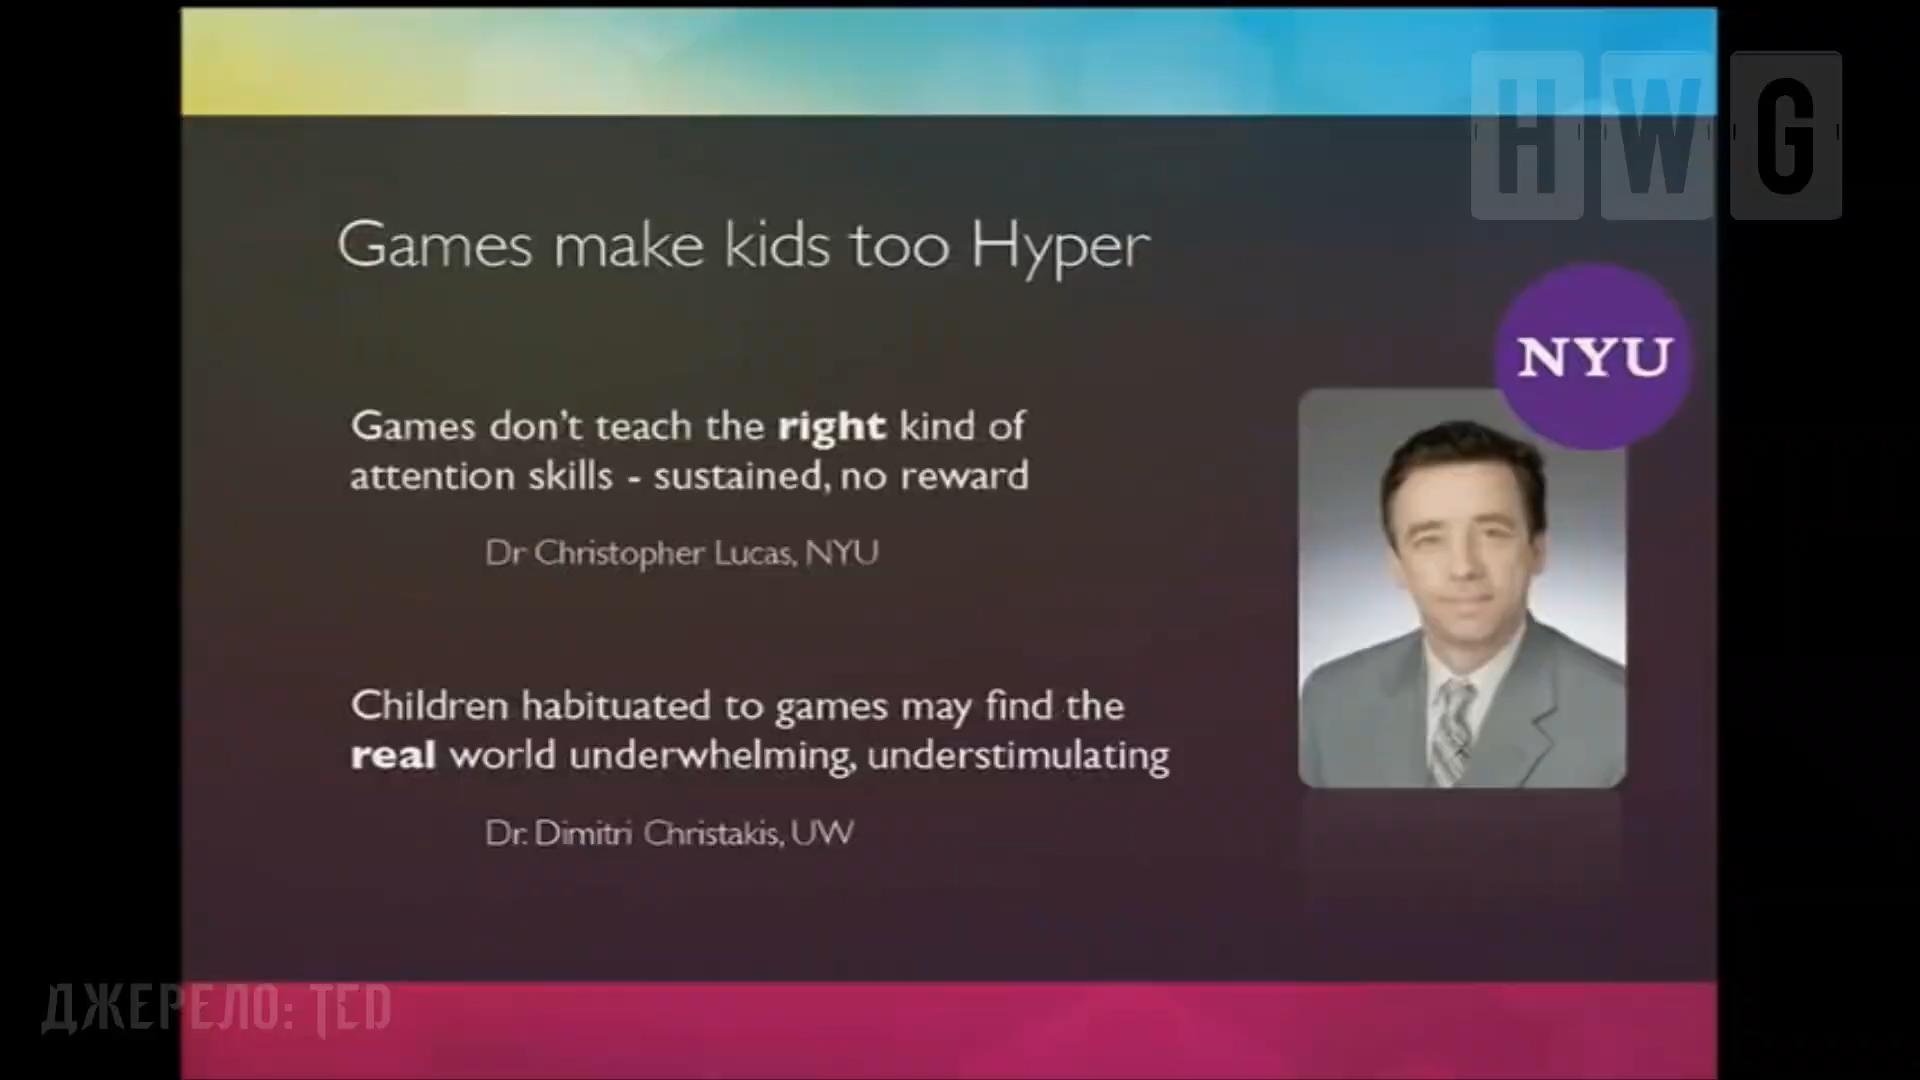 HWG
Games make kids too Hyper
NYU
Games don't teach the right kind of
attention skills - sustained, no reward
Dr Christopher Lucas, NYU
Children habituated to games may find the
real world underwhelming, understimulating
Dr. Dimitri Christakis, UW
ДЖЕРЕЛО: TED